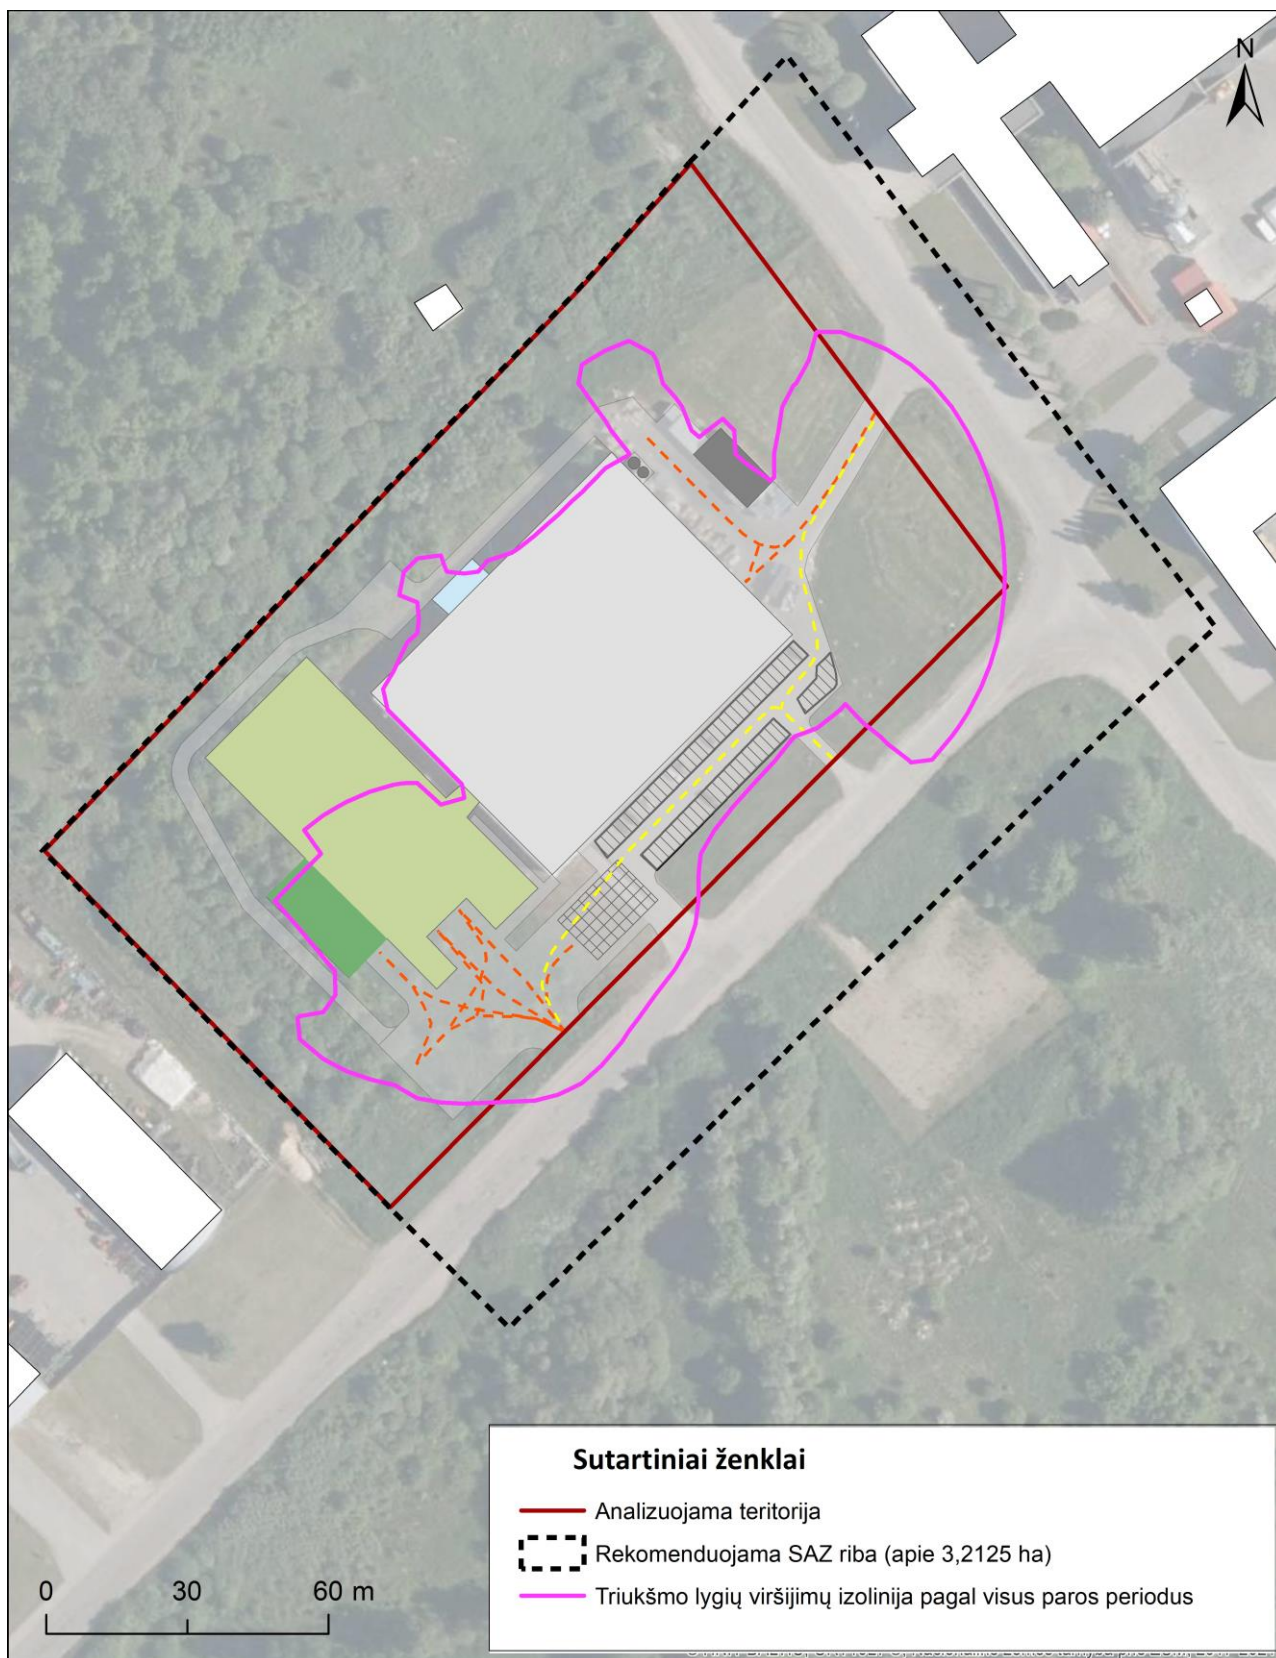 N
Sutartiniai ženklai
Analizuojama teritorija
Rekomenduojama SAZ riba (apie 3,2125 ha)
Triukšmo lygių viršijimų izolinija pagal visus paros periodus
0 30 60 m